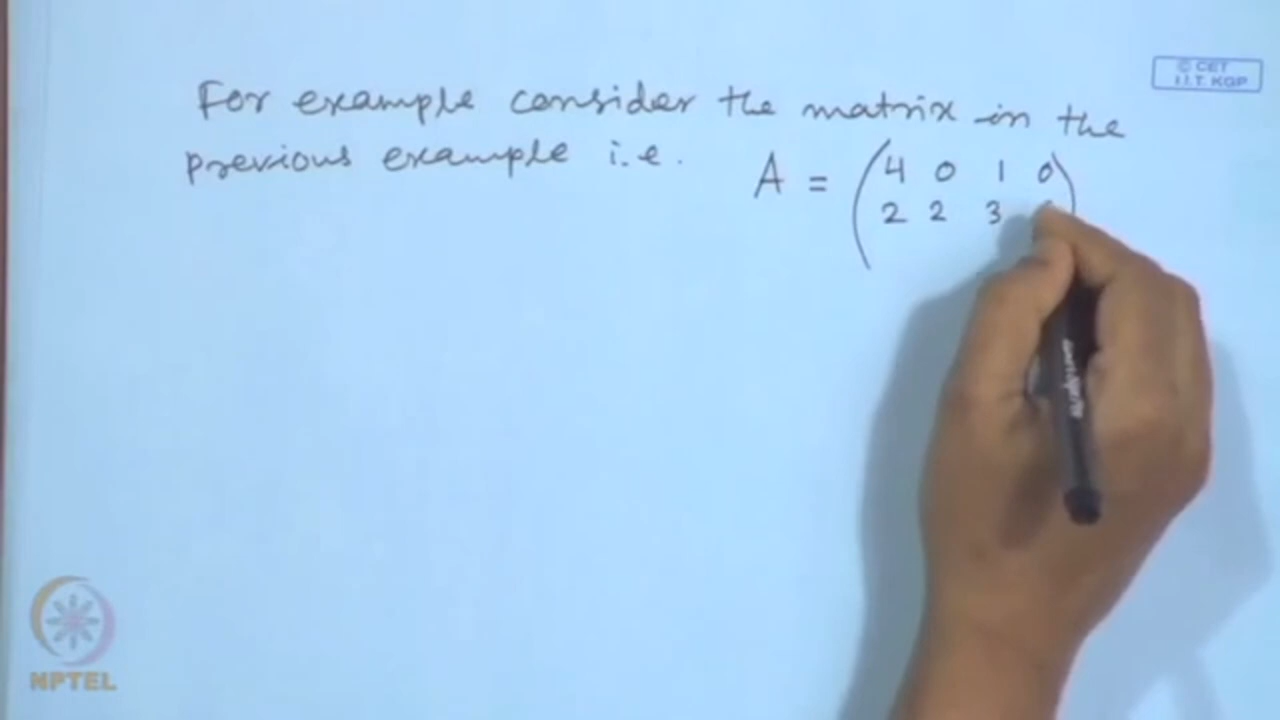 © CET
I.I.T. KGP
For example consider the matrix in the
previous example i.e. A = (4 0 1 0)
2 2 3
NPTEL